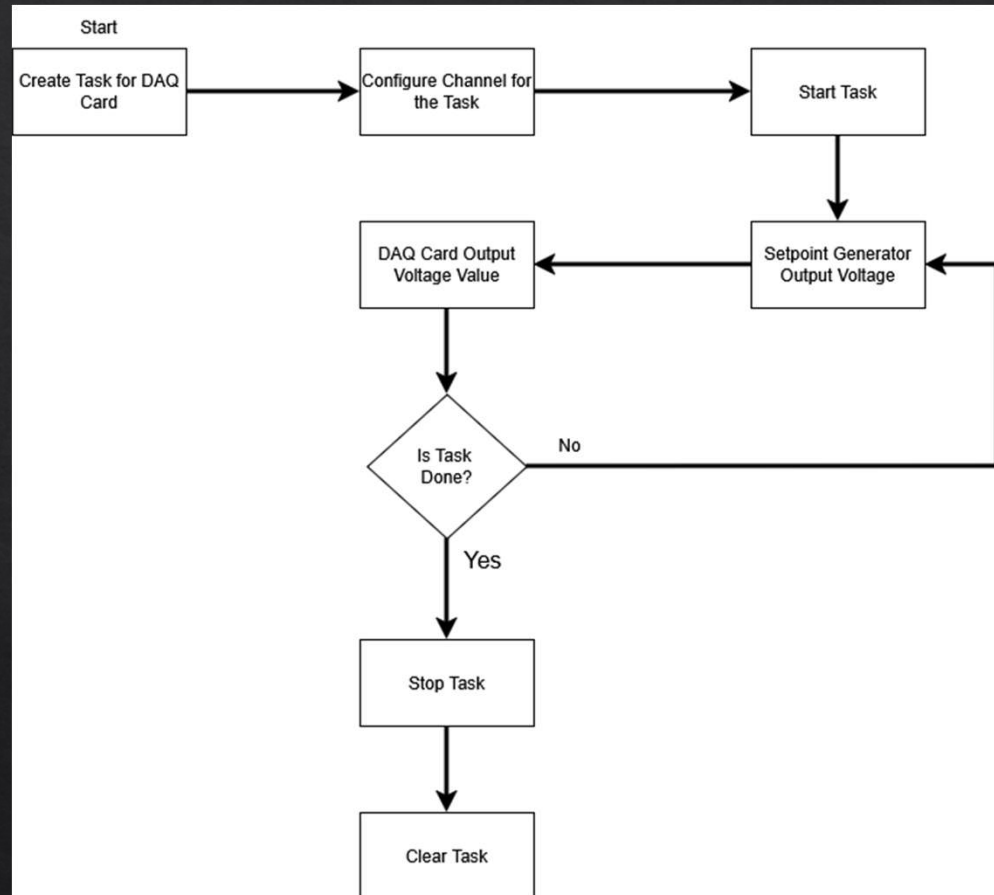 Start
Create Task for DAQ
Card
Configure Channel for
the Task
Start Task
Setpoint Generator
Output Voltage
DAQ Card Output
Voltage Value
Is Task
Done?
No
Yes
Stop Task
Clear Task